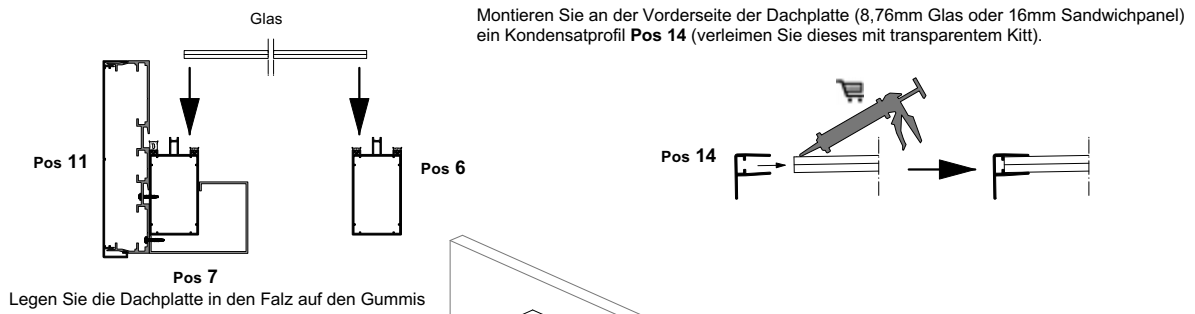 Glas
Montieren Sie an der Vorderseite der Dachplatte (8,76mm Glas oder 16mm Sandwichpanel)
ein Kondensatprofil Pos 14 (verleimen Sie dieses mit transparentem Kitt).
Pos 11
Pos 6
Pos 14
Pos 7
Legen Sie die Dachplatte in den Falz auf den Gummis